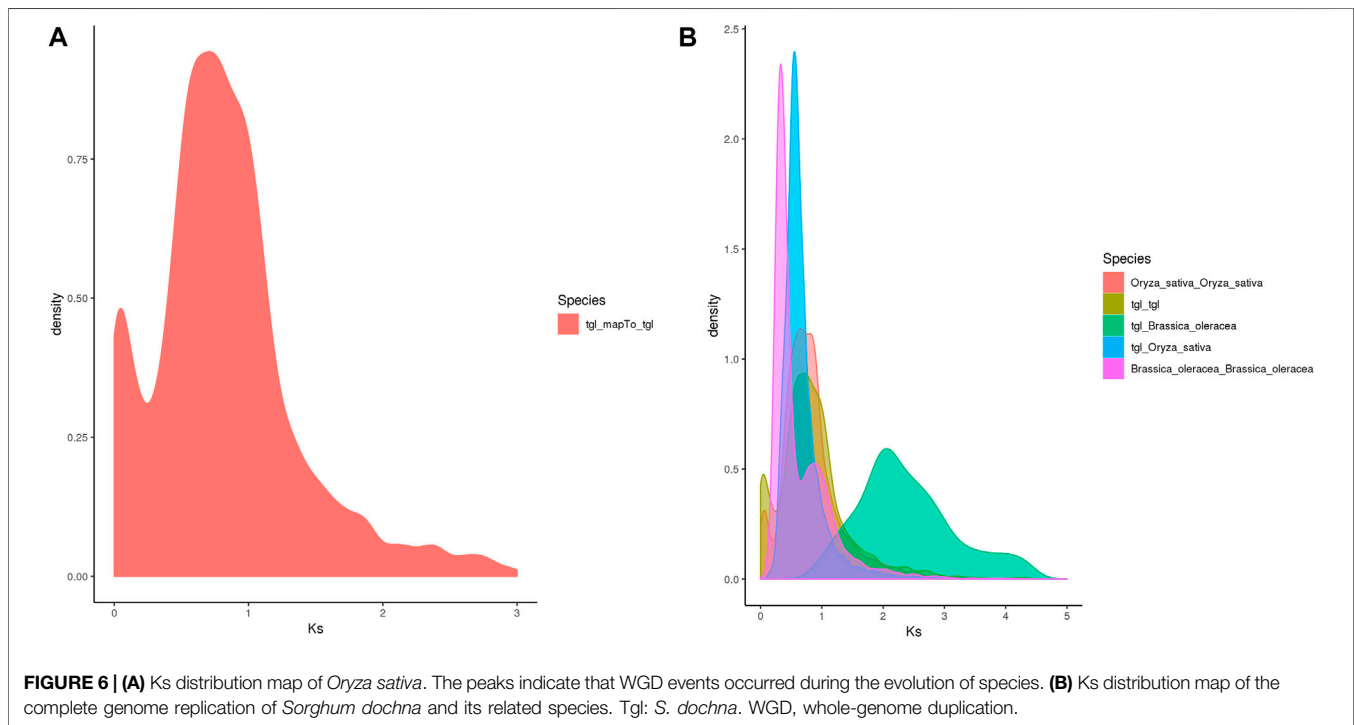 A
density
0.75
0.50
0.25
0.00
0
1
2
3
Ks
Species
tgl_mapTo_tgl
B
density
2.5
2.0
1.5
1.0
0.5
0.0
0
1
2
3
4
5
Ks
Species
Oryza_sativa_Oryza_sativa
tgl_tgl
tgl_Brassica_oleracea
tgl_Oryza_sativa
Brassica_oleracea_Brassica_oleracea
FIGURE 6 | (A) Ks distribution map of Oryza sativa. The peaks indicate that WGD events occurred during the evolution of species. (B) Ks distribution map of the
complete genome replication of Sorghum dochna and its related species. Tgl: S. dochna. WGD, whole-genome duplication.